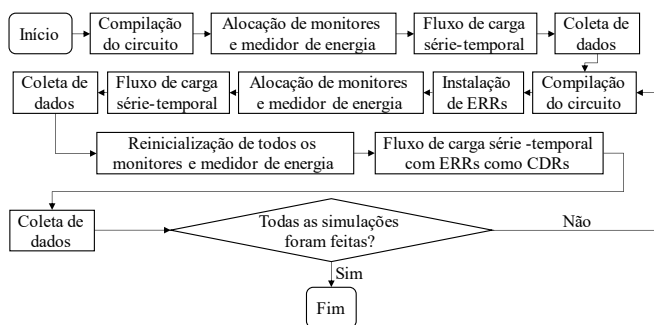 Início
Compilação
do circuito
Alocação de monitores
e medidor de energia
Fluxo de carga
série-temporal
Coleta de
dados
Compilação
do circuito
Instalação
de ERRs
Alocação de monitores
e medidor de energia
Fluxo de carga
série-temporal
Coleta de
dados
Reinicialização de todos os
monitores e medidor de energia
Fluxo de carga série -temporal
com ERRs como CDRs
Coleta de
dados
Todas as simulações
foram feitas?
Não
Sim
Fim